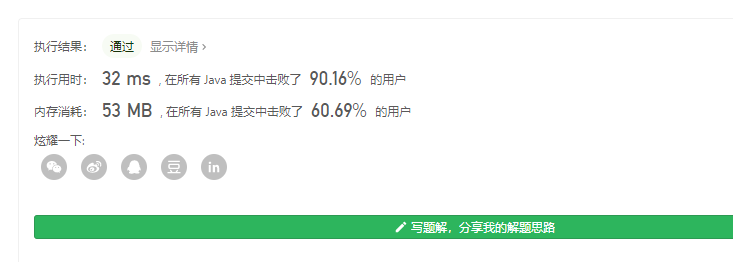 执行结果： 通过 显示详情 ›
执行用时： 32 ms , 在所有 Java 提交中击败了 90.16% 的用户
内存消耗： 53 MB , 在所有 Java 提交中击败了 60.69% 的用户
炫耀一下:
豆 in
写题解，分享我的解题思路